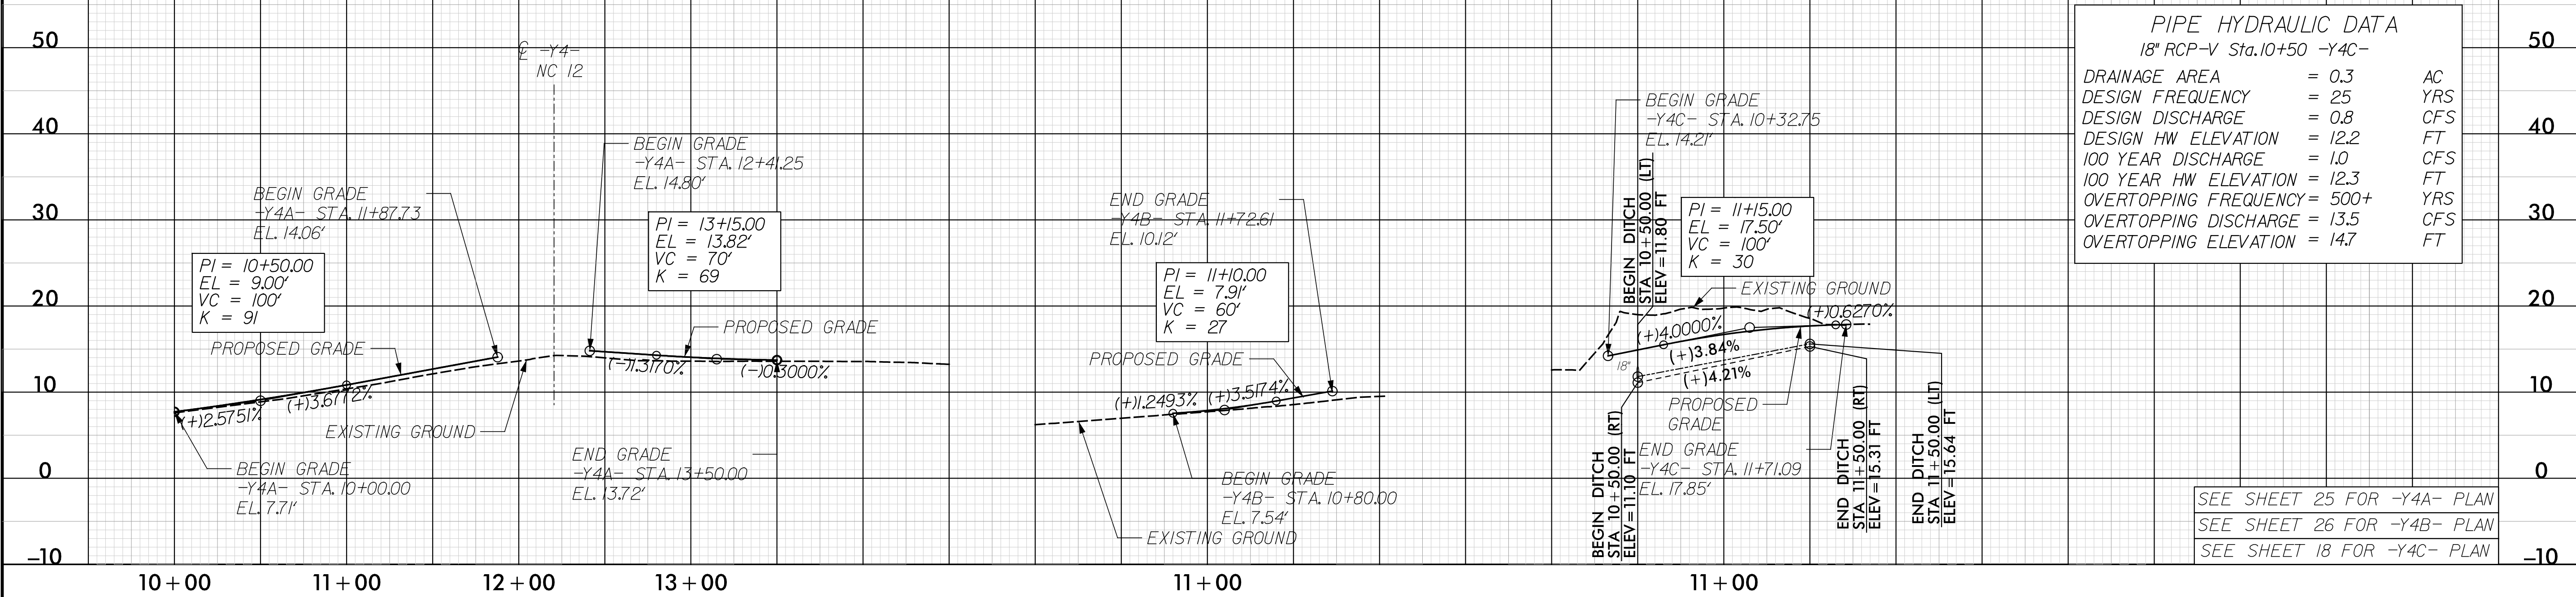 50
40
30
20
10
0
-10
℄ -Y4-
NC 12
BEGIN GRADE
-Y4A- STA. 11+87.73
EL. 14.06'
PI = 10+50.00
EL = 9.00'
VC = 100'
K = 91
PROPOSED GRADE
(+)2.5751%
(+)3.6772%
EXISTING GROUND
BEGIN GRADE
-Y4A- STA. 10+00.00
EL. 7.71'
BEGIN GRADE
-Y4A- STA. 12+41.25
EL. 14.80'
PI = 13+15.00
EL = 13.82'
VC = 70'
K = 69
PROPOSED GRADE
(-)1.3170%
(-)0.3000%
END GRADE
-Y4A- STA. 13+50.00
EL. 13.72'
END GRADE
-Y4B- STA. 11+72.61
EL. 10.12'
PI = 11+10.00
EL = 7.91'
VC = 60'
K = 27
PROPOSED GRADE
(+)1.2493%
(+)3.5174%
BEGIN GRADE
-Y4B- STA. 10+80.00
EL. 7.54'
EXISTING GROUND
BEGIN GRADE
-Y4C- STA. 10+32.75
EL. 14.21'
BEGIN DITCH
STA 10+50.00 (LT)
ELEV=11.80 FT
PI = 11+15.00
EL = 17.50'
VC = 100'
K = 30
EXISTING GROUND
(+)4.0000%
(+)0.6270%
(+)3.84%
(+)4.21%
18"
PROPOSED
GRADE
END GRADE
-Y4C- STA. 11+71.09
EL. 17.85'
BEGIN DITCH
STA 10+50.00 (RT)
ELEV=11.10 FT
END DITCH
STA 11+50.00 (RT)
ELEV=15.31 FT
END DITCH
STA 11+50.00 (LT)
ELEV=15.64 FT
PIPE HYDRAULIC DATA
18" RCP-V Sta. 10+50 -Y4C-
DRAINAGE AREA = 0.3 AC
DESIGN FREQUENCY = 25 YRS
DESIGN DISCHARGE = 0.8 CFS
DESIGN HW ELEVATION = 12.2 FT
100 YEAR DISCHARGE = 1.0 CFS
100 YEAR HW ELEVATION = 12.3 FT
OVERTOPPING FREQUENCY = 500+ YRS
OVERTOPPING DISCHARGE = 13.5 CFS
OVERTOPPING ELEVATION = 14.7 FT
50
40
30
20
10
0
-10
SEE SHEET 25 FOR -Y4A- PLAN
SEE SHEET 26 FOR -Y4B- PLAN
SEE SHEET 18 FOR -Y4C- PLAN
10+00
11+00
12+00
13+00
11+00
11+00